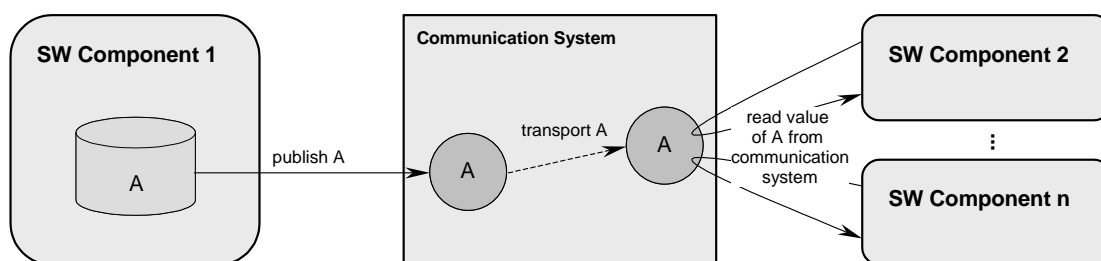 SW Component 1
A
publish A
Communication System
A
transport A
A
read value
of A from
communication
system
SW Component 2
...
SW Component n